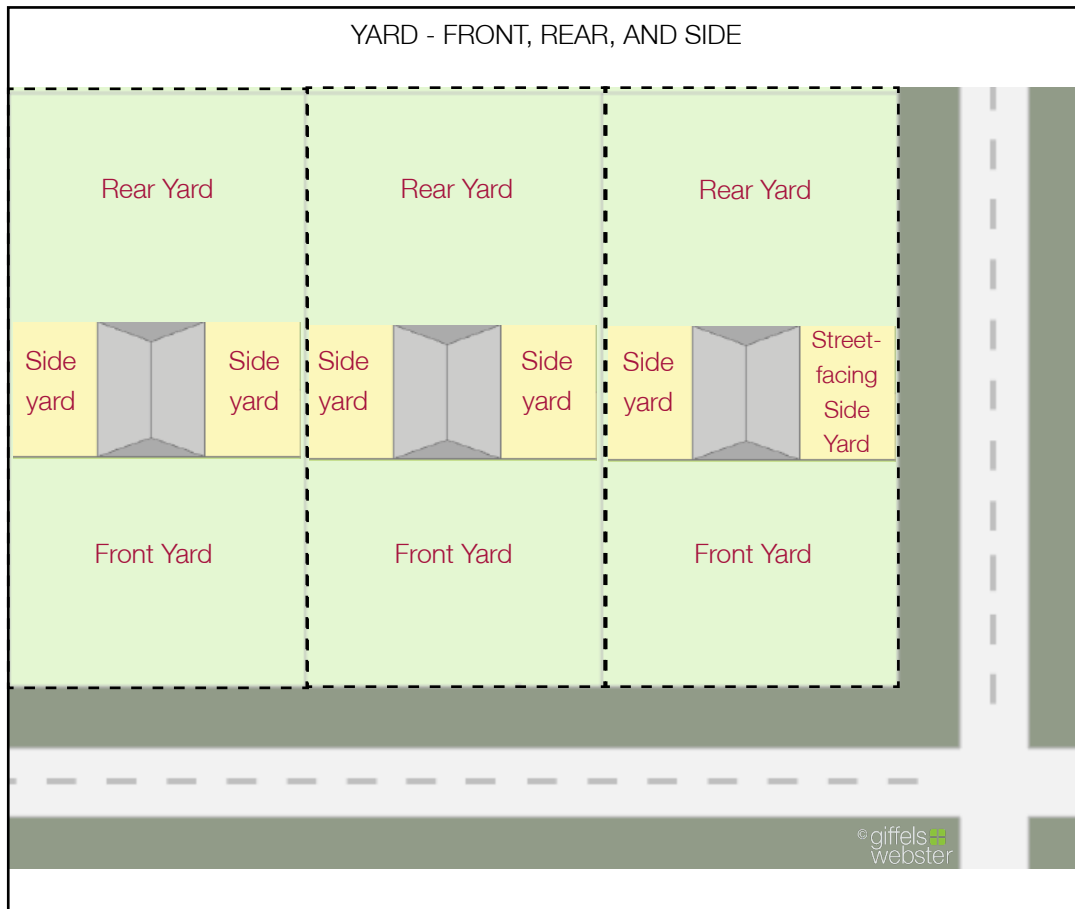 YARD - FRONT, REAR, AND SIDE
Rear Yard
Rear Yard
Rear Yard
Side
yard
Side
yard
Side
yard
Side
yard
Side
yard
Street-
facing
Side
Yard
Front Yard
Front Yard
Front Yard
© giffels
webster